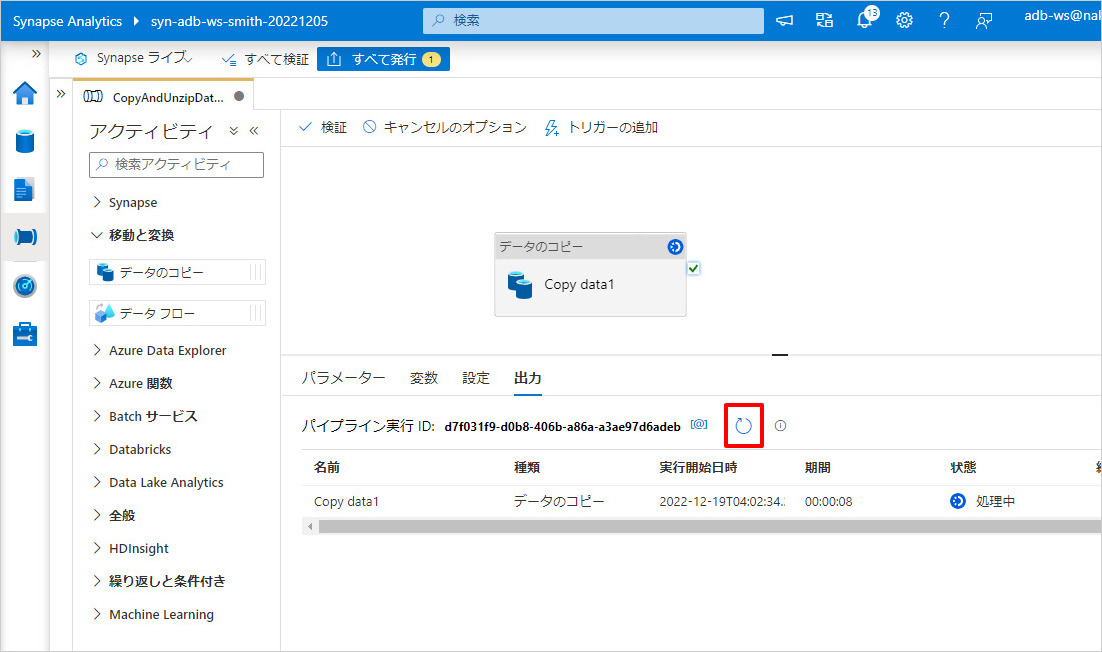 Synapse Analytics syn-adb-ws-smith-20221205 検索 13 adb-ws@nak
Synapse ライブ すべて検証 すべて発行 1
CopyAndUnzipDat...
アクティビティ 検証 キャンセルのオプション トリガーの追加
検索アクティビティ
Synapse
移動と変換
データのコピー
データ フロー
Azure Data Explorer
Azure 関数
Batch サービス
Databricks
Data Lake Analytics
全般
HDInsight
繰り返しと条件付き
Machine Learning
データのコピー
Copy data1
パラメーター 変数 設定 出力
パイプライン実行 ID: d7f031f9-d0b8-406b-a86a-a3ae97d6adeb
名前 種類 実行開始日時 期間 状態
Copy data1 データのコピー 2022-12-19T04:02:34. 00:00:08 処理中